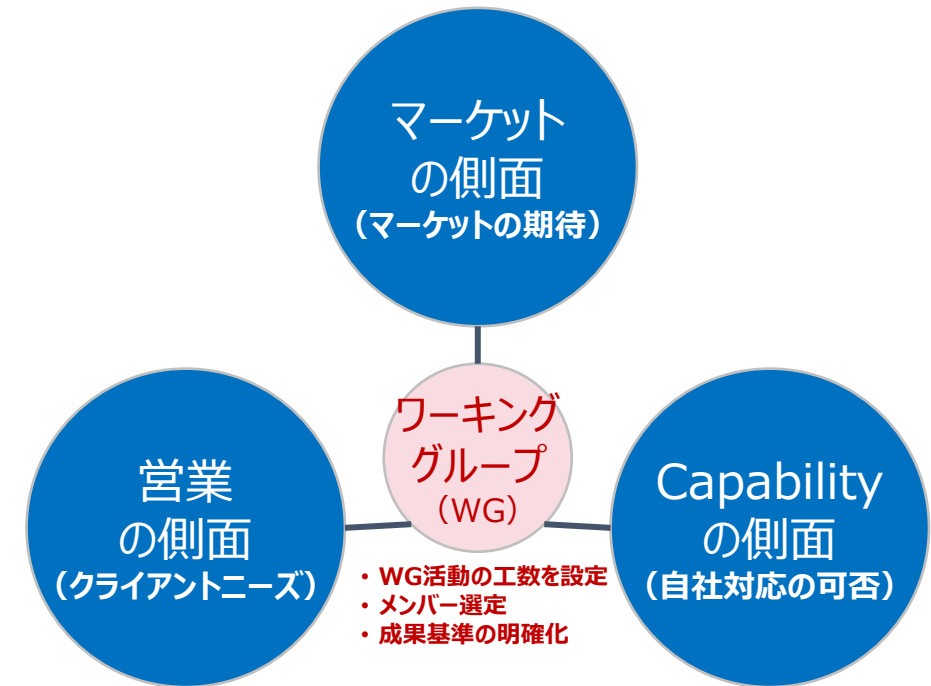 マーケット
の側面
（マーケットの期待）
ワーキング
グループ
（WG）
営業
の側面
（クライアントニーズ）
Capability
の側面
（自社対応の可否）
・WG活動の工数を設定
・メンバー選定
・成果基準の明確化